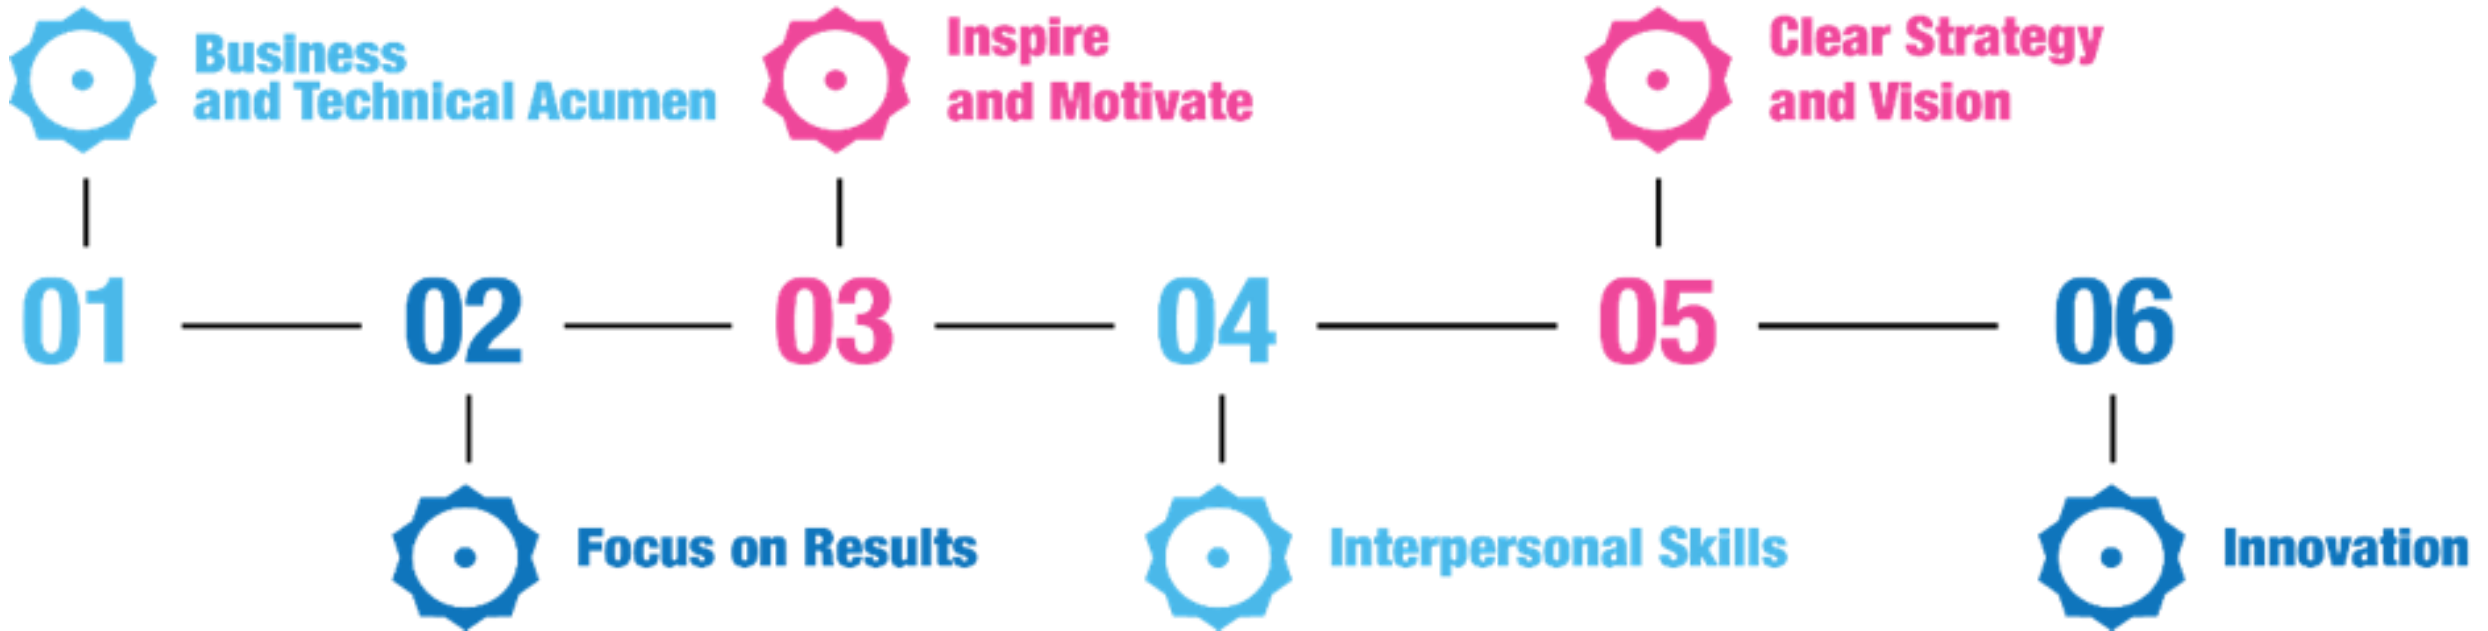 Business
and Technical Acumen
Inspire
and Motivate
Clear Strategy
and Vision
01
02
03
04
05
06
Focus on Results
Interpersonal Skills
Innovation